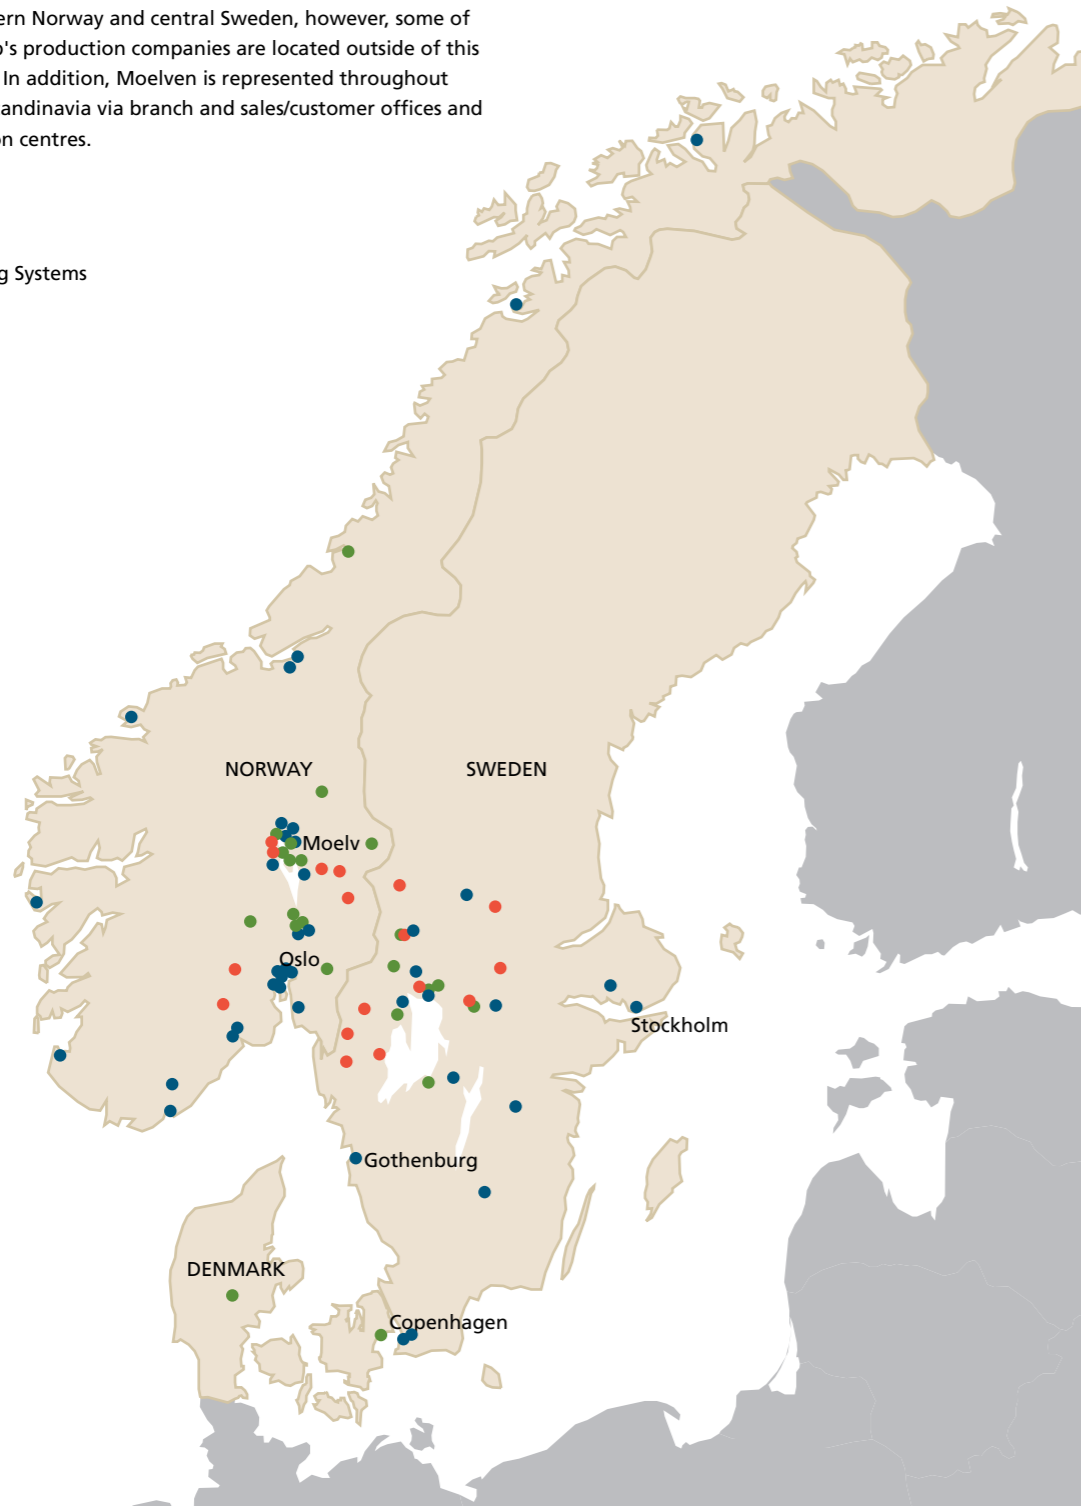 ern Norway and central Sweden, however, some of
's production companies are located outside of this
In addition, Moelven is represented throughout
candinavia via branch and sales/customer offices and
on centres.
g Systems
NORWAY
SWEDEN
Moelv
Oslo
Stockholm
Gothenburg
DENMARK
Copenhagen